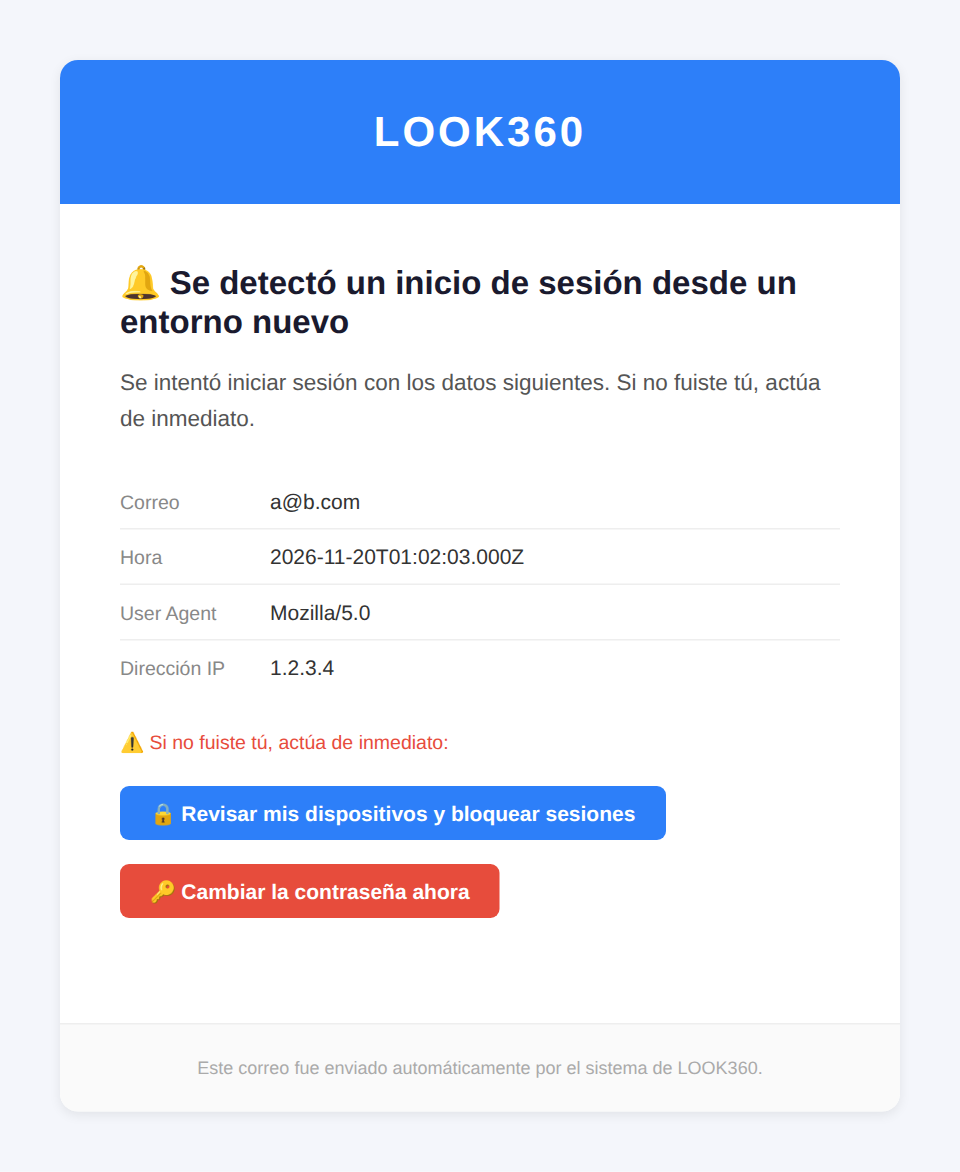 LOOK360
🔔 Se detectó un inicio de sesión desde un
entorno nuevo
Se intentó iniciar sesión con los datos siguientes. Si no fuiste tú, actúa
de inmediato.
Correo a@b.com
Hora 2026-11-20T01:02:03.000Z
User Agent Mozilla/5.0
Dirección IP 1.2.3.4
⚠️ Si no fuiste tú, actúa de inmediato:
🔒 Revisar mis dispositivos y bloquear sesiones
🔑 Cambiar la contraseña ahora
Este correo fue enviado automáticamente por el sistema de LOOK360.